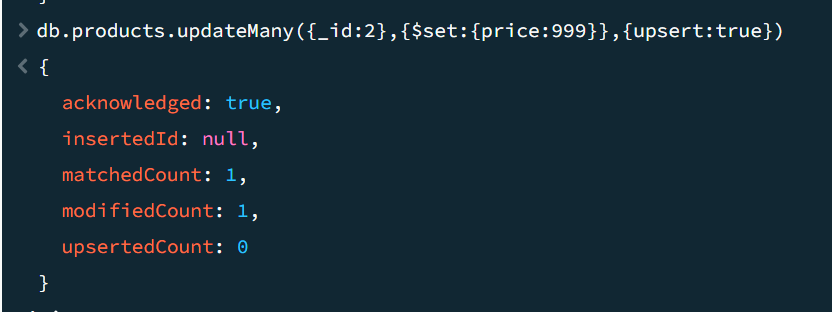 > db.products.updateMany({_id:2},{$set:{price:999}},{upsert:true})
< {
acknowledged: true,
insertedId: null,
matchedCount: 1,
modifiedCount: 1,
upsertedCount: 0
}